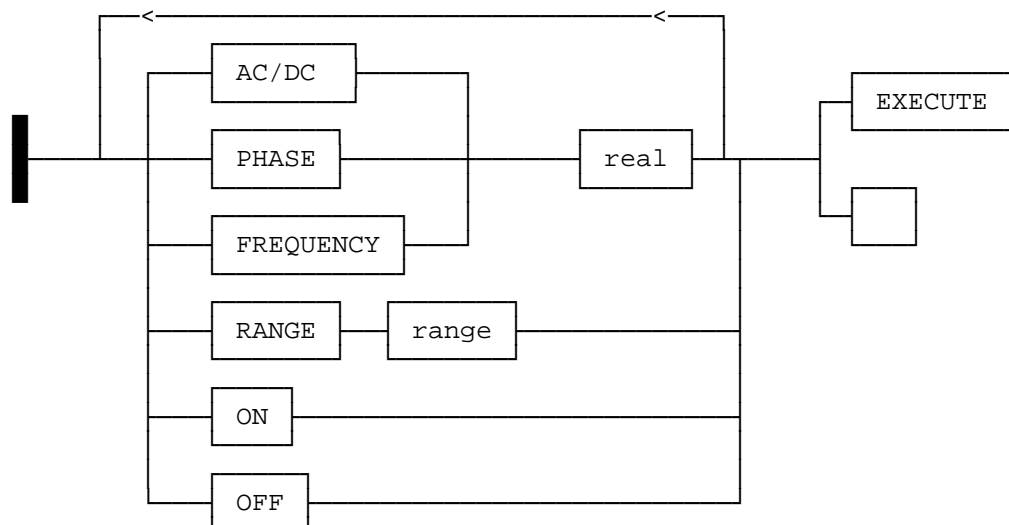 AC/DC
EXECUTE
PHASE
real
FREQUENCY
RANGE range
ON
OFF